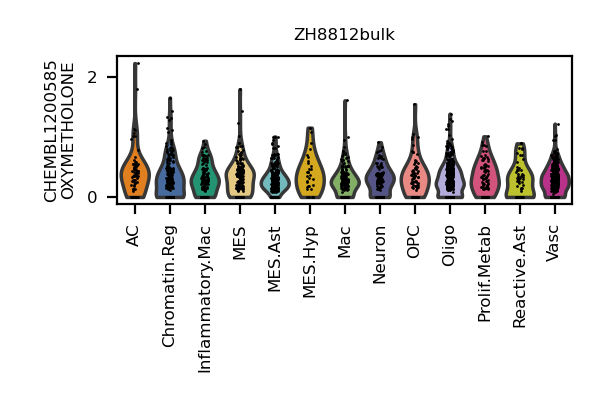 ZH8812bulk
CHEMBL1200585
OXYMETHOLONE
2
0
AC
Chromatin.Reg
Inflammatory.Mac
MES
MES.Ast
MES.Hyp
Mac
Neuron
OPC
Oligo
Prolif.Metab
Reactive.Ast
Vasc